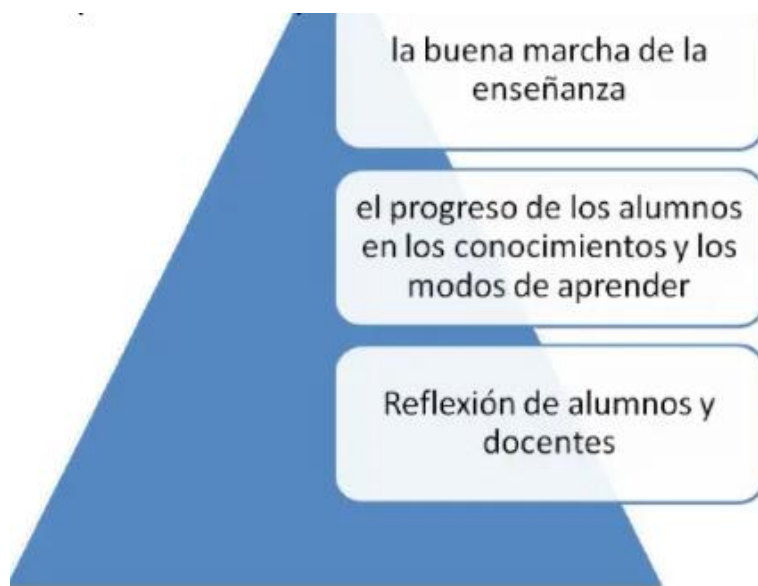 la buena marcha de la
enseñanza
el progreso de los alumnos
en los conocimientos y los
modos de aprender
Reflexión de alumnos y
docentes